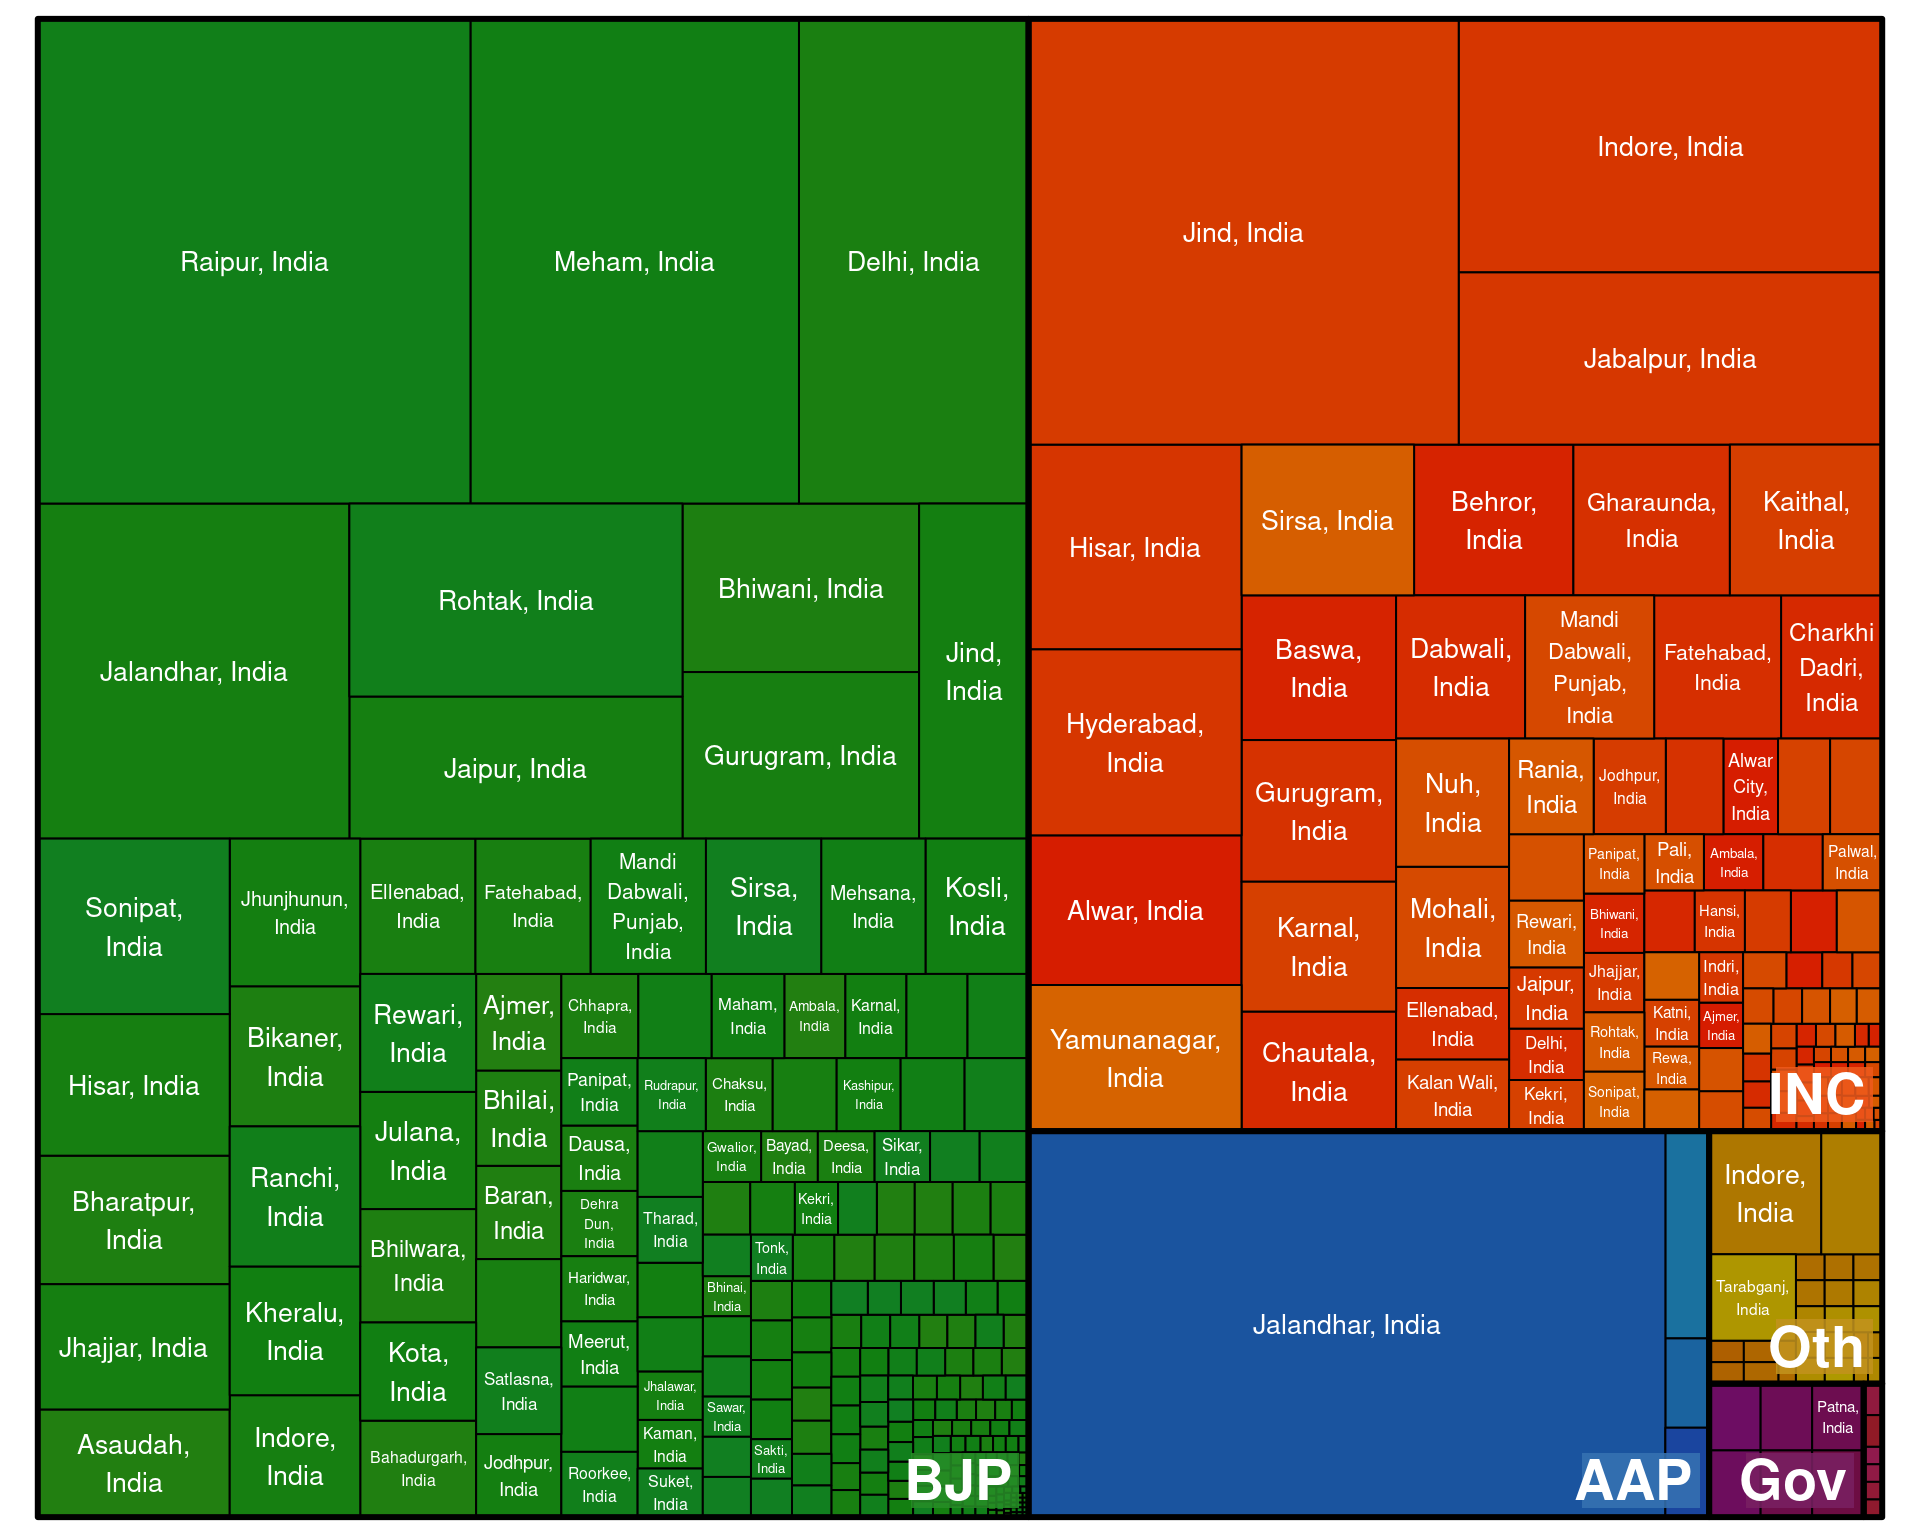 Raipur, India
Meham, India
Delhi, India
Jalandhar, India
Rohtak, India
Jaipur, India
Bhiwani, India
Gurugram, India
Jind,
India
Sonipat,
India
Hisar, India
Bharatpur,
India
Jhajjar, India
Asaudah,
India
Jhunjhunun,
India
Bikaner,
India
Ranchi,
India
Kheralu,
India
Indore,
India
Ellenabad,
India
Fatehabad,
India
Mandi
Dabwali,
Punjab,
India
Sirsa,
India
Mehsana,
India
Kosli,
India
Rewari,
India
Julana,
India
Bhilwara,
India
Kota,
India
Bahadurgarh,
India
Ajmer,
India
Bhilai,
India
Baran,
India
Satlasna,
India
Jodhpur,
India
Chhapra,
India
Maham,
India
Ambala,
India
Karnal,
India
Panipat,
India
Dausa,
India
Dehra
Dun,
India
Haridwar,
India
Meerut,
India
Roorkee,
India
Rudrapur,
India
Chaksu,
India
Kashipur,
India
Tharad,
India
Jhalawar,
India
Kaman,
India
Suket,
India
Gwalior,
India
Bayad,
India
Deesa,
India
Sikar,
India
Kekri,
India
Tonk,
India
Bhinai,
India
Sawar,
India
Sakti,
India
BJP
Jind, India
Indore, India
Jabalpur, India
Hisar, India
Hyderabad,
India
Alwar, India
Yamunanagar,
India
Sirsa, India
Behror,
India
Gharaunda,
India
Kaithal,
India
Baswa,
India
Gurugram,
India
Karnal,
India
Chautala,
India
Dabwali,
India
Mandi
Dabwali,
Punjab,
India
Fatehabad,
India
Charkhi
Dadri,
India
Nuh,
India
Mohali,
India
Ellenabad,
India
Kalan Wali,
India
Rania,
India
Jodhpur,
India
Alwar
City,
India
Rewari,
India
Jaipur,
India
Delhi,
India
Kekri,
India
Panipat,
India
Pali,
India
Ambala,
India
Palwal,
India
Bhiwani,
India
Hansi,
India
Jhajjar,
India
Rohtak,
India
Sonipat,
India
Indri,
India
Katni,
India
Ajmer,
India
Rewa,
India
INC
Jalandhar, India
AAP
Indore,
India
Tarabganj,
India
Oth
Patna,
India
Gov